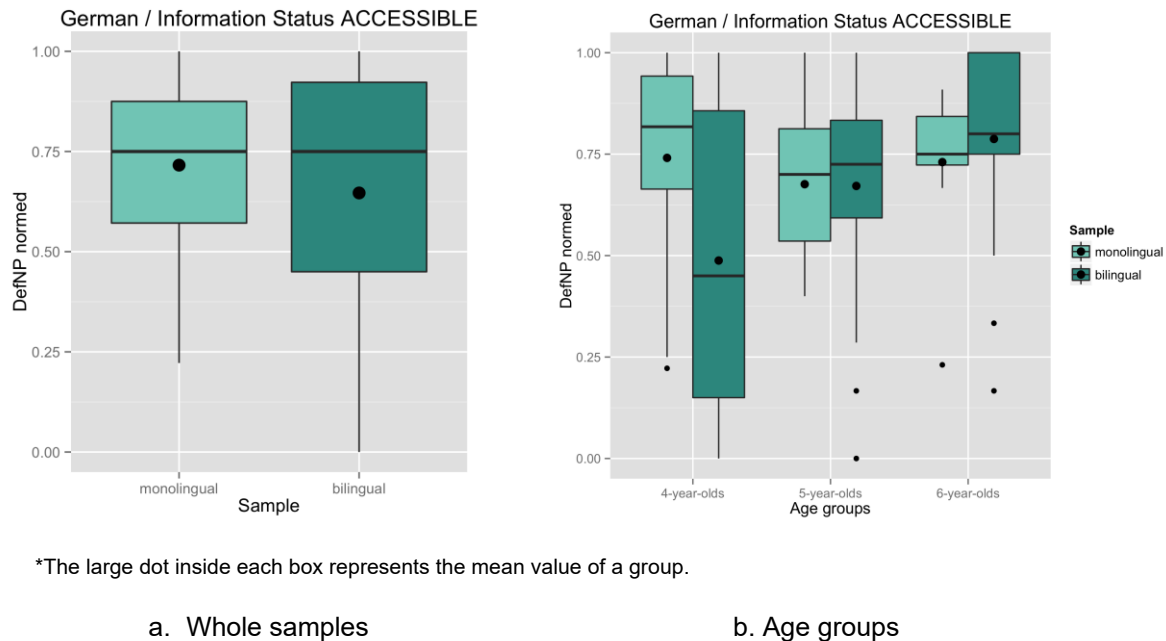 German / Information Status ACCESSIBLE
1.00
0.75
0.50
0.25
0.00
DefNP normed
monolingual
bilingual
Sample
German / Information Status ACCESSIBLE
1.00
0.75
0.50
0.25
0.00
DefNP normed
4-year-olds
5-year-olds
6-year-olds
Age groups
Sample
monolingual
bilingual
*The large dot inside each box represents the mean value of a group.
a. Whole samples
b. Age groups